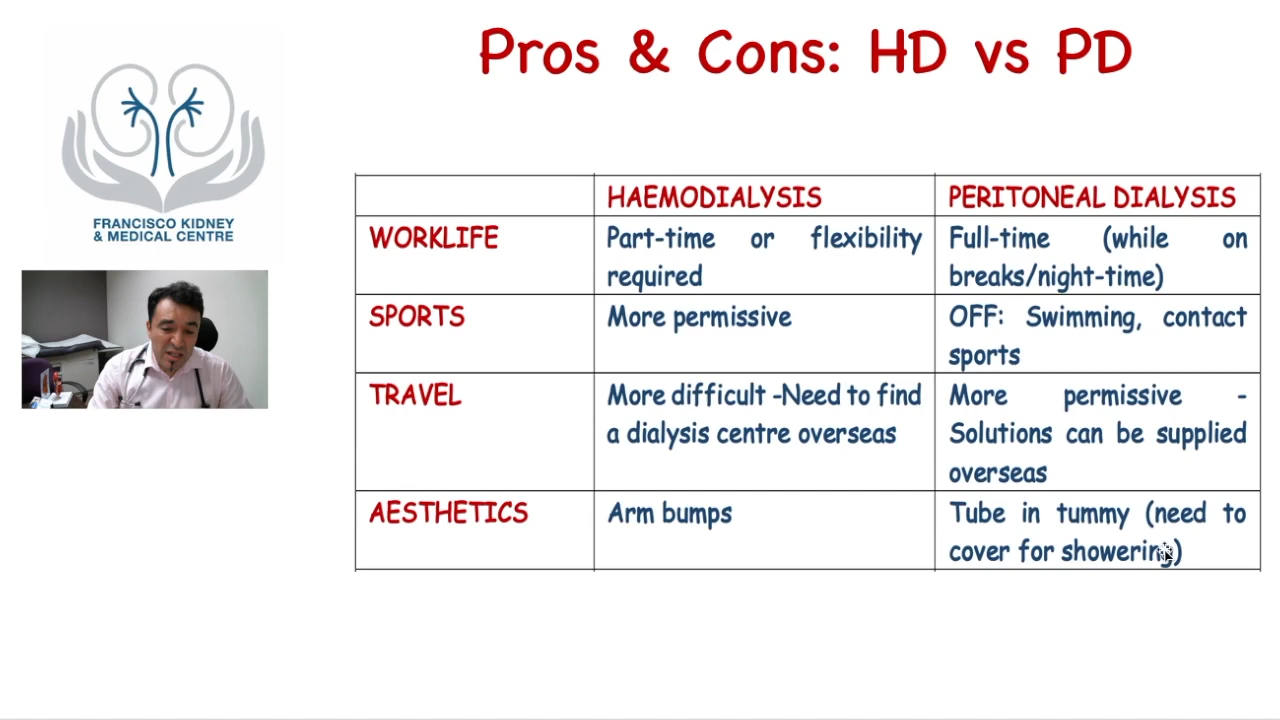 Pros & Cons: HD vs PD
FRANCISCO KIDNEY
& MEDICAL CENTRE
HAEMODIALYSIS
PERITONEAL DIALYSIS
WORKLIFE
Part-time or flexibility
required
Full-time (while on
breaks/night-time)
SPORTS
More permissive
OFF: Swimming, contact
sports
TRAVEL
More difficult -Need to find
a dialysis centre overseas
More permissive -
Solutions can be supplied
overseas
AESTHETICS
Arm bumps
Tube in tummy (need to
cover for showering)